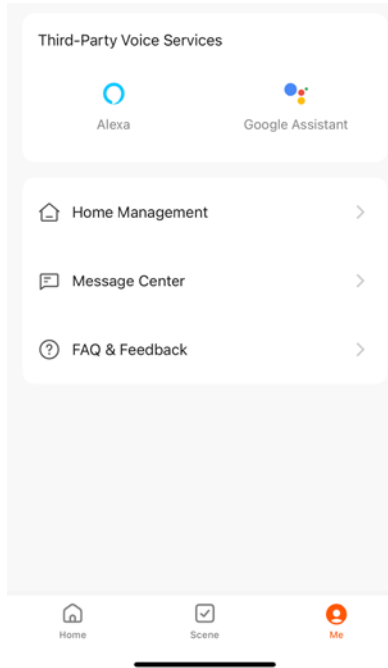 Third-Party Voice Services
Alexa
Google Assistant
Home Management
Message Center
FAQ & Feedback
Home
Scene
Me